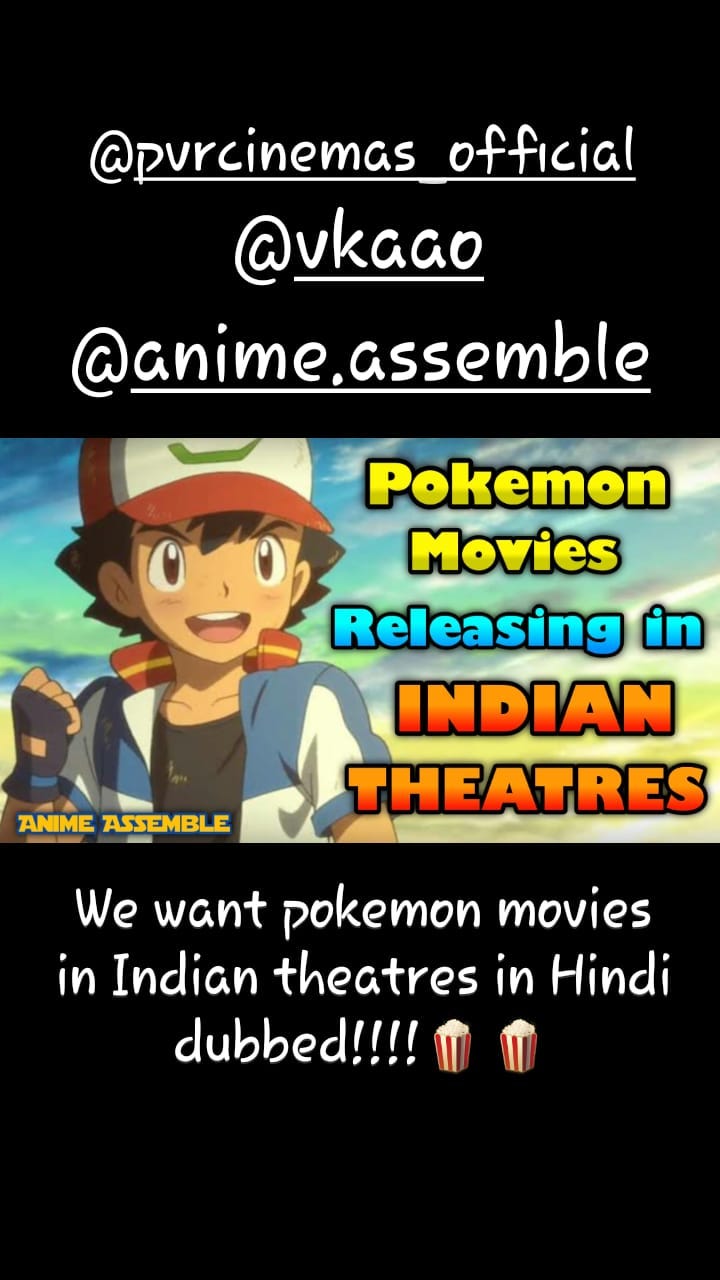 @pvrcinemas_official
@vkaao
@anime.assemble
Pokemon
Movies
Releasing in
INDIAN
THEATRES
ANIME ASSEMBLE
We want pokemon movies
in Indian theatres in Hindi
dubbed!!!!🍿 🍿